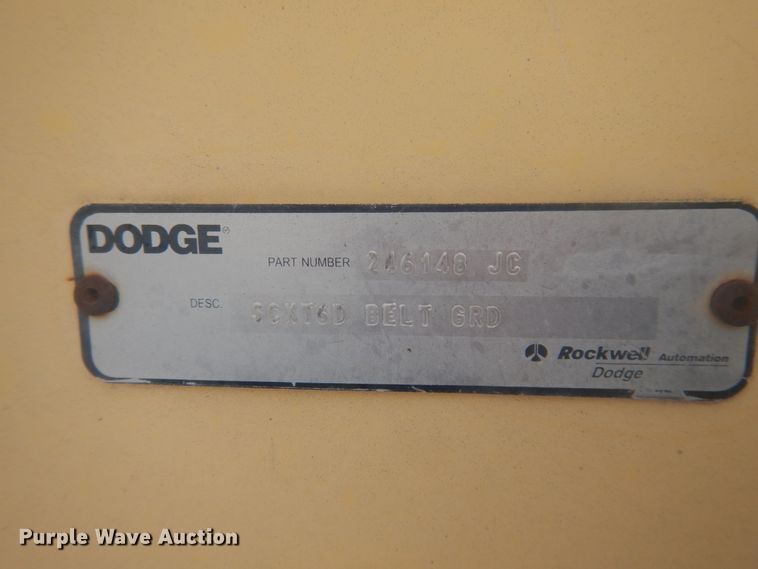 DODGE®
PART NUMBER 246148 JC
DESC. SCXT6D BELT GRD
Rockwell Automation
Dodge
Purple Wave Auction